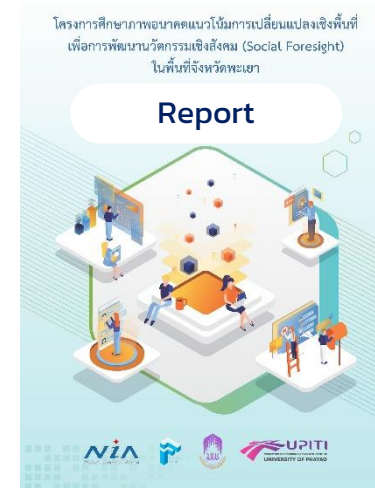 โครงการศึกษาภาพอนาคตแนวโน้มการเปลี่ยนแปลงเชิงพื้นที่
เพื่อการพัฒนานวัตกรรมเชิงสังคม (Social Foresight)
ในพื้นที่จังหวัดพะเยา
Report
NiA
UPITI
UNIVERSITY OF PHAYAO